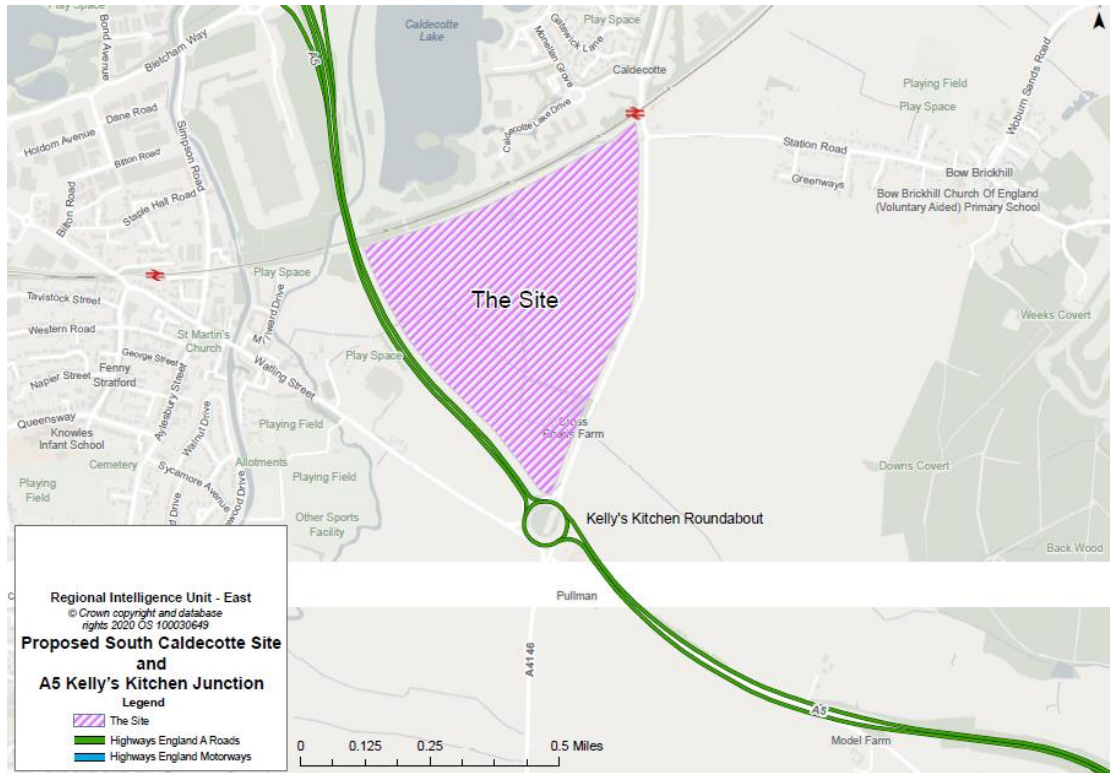 Play Space
Bond Avenue
Bletcham Way
A5
Caldecotte
Lake
Gatewick Lane
Play Space
Monellan Grove
Caldecotte
Caldecotte Lake Drive
Dane Road
Holdom Avenue
Bilton Road
Simpson Road
Staple Hall Road
Bilton Road
Playing Field
Play Space
Woburn Sands Road
Station Road
Greenways
Bow Brickhill
Bow Brickhill Church Of England
(Voluntary Aided) Primary School
Play Space
Tavistock Street
Western Road
St Martin's
Church
George Street
Napier Street
Fenny
Stratford
Aylesbury Street
Watling Street
Play Space
The Site
Weeks Covert
Queensway
Knowles
Infant School
Walnut Drive
Playing Field
Cemetery
Sycamore Avenue
Allotments
Playing Field
Playing
Field
Other Sports
Facility
Downs Covert
Kelly's Kitchen Roundabout
Back Wood
Pullman
A4146
A5
Model Farm
Regional Intelligence Unit - East
© Crown copyright and database
rights 2020 OS 100030649
Proposed South Caldecotte Site
and
A5 Kelly's Kitchen Junction
Legend
The Site
Highways England A Roads
Highways England Motorways
0 0.125 0.25 0.5 Miles